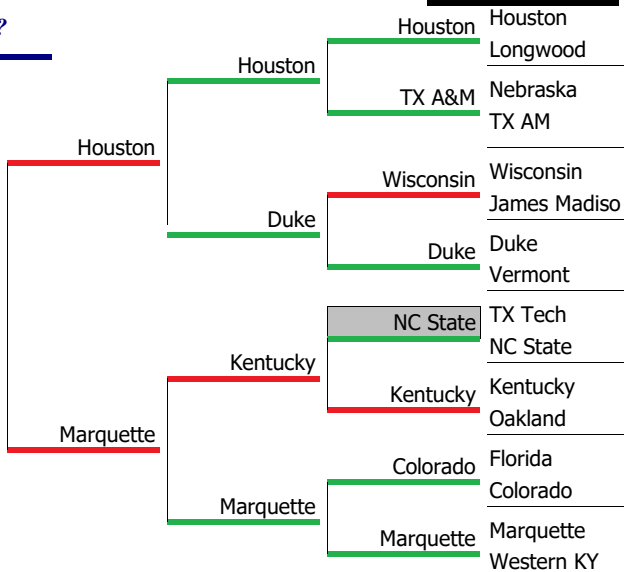 ?
Houston
Longwood
Houston
Houston
TX A&M
Nebraska
TX AM
Houston
Wisconsin
Wisconsin
James Madiso
Duke
Duke
Duke
Vermont
NC State
TX Tech
NC State
Kentucky
Kentucky
Kentucky
Oakland
Marquette
Colorado
Florida
Colorado
Marquette
Marquette
Marquette
Western KY